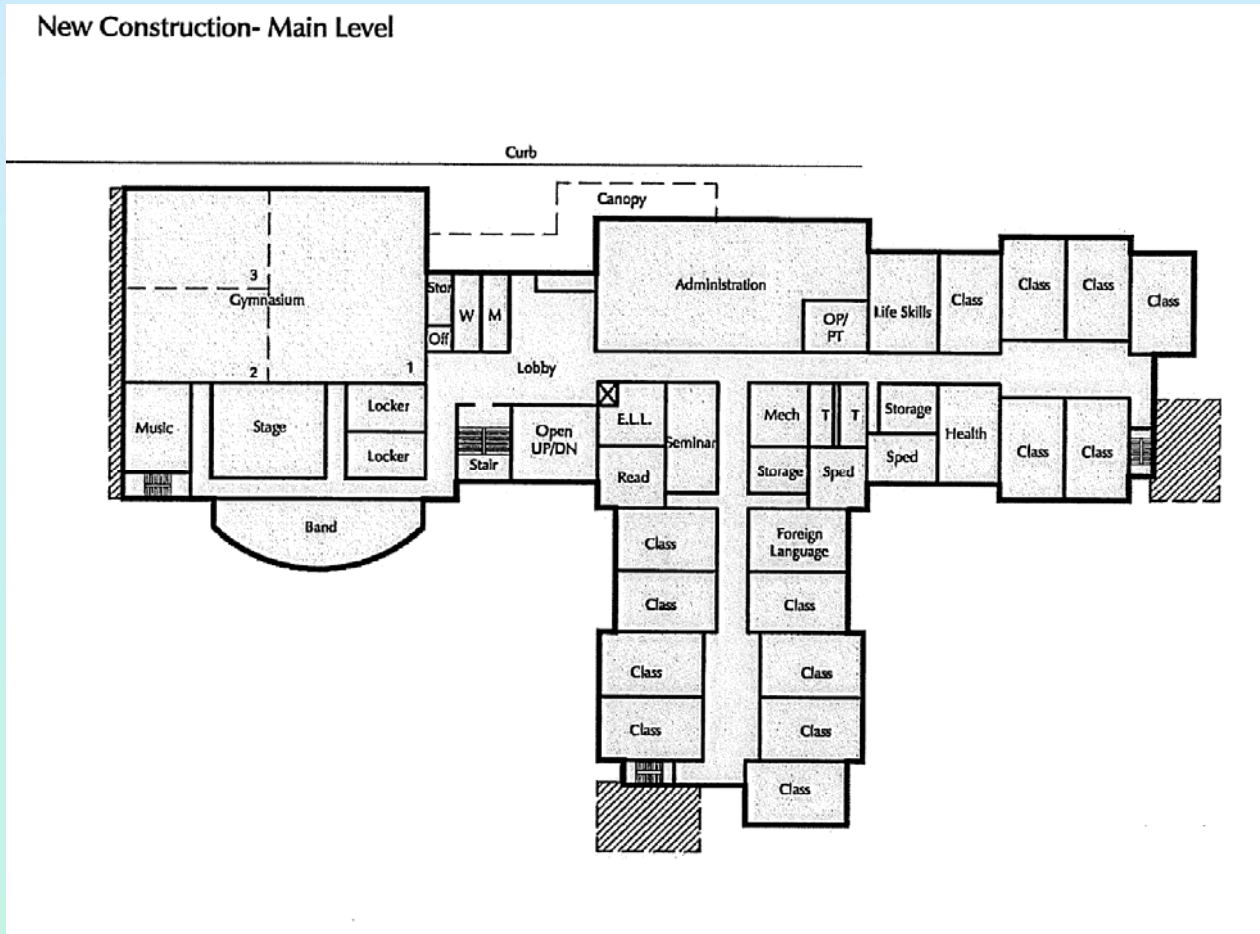 New Construction- Main Level
Curb
Canopy
3
Gymnasium
2
1
Stor
Off
W
M
Lobby
Administration
OP/
PT
Life Skills
Class
Class
Class
Class
Music
Stage
Locker
Locker
Stair
Open
UP/DN
E.L.L.
Seminar
Read
Mech
T
T
Storage
Storage
Sped
Sped
Health
Class
Class
Band
Class
Foreign
Language
Class
Class
Class
Class
Class
Class
Class